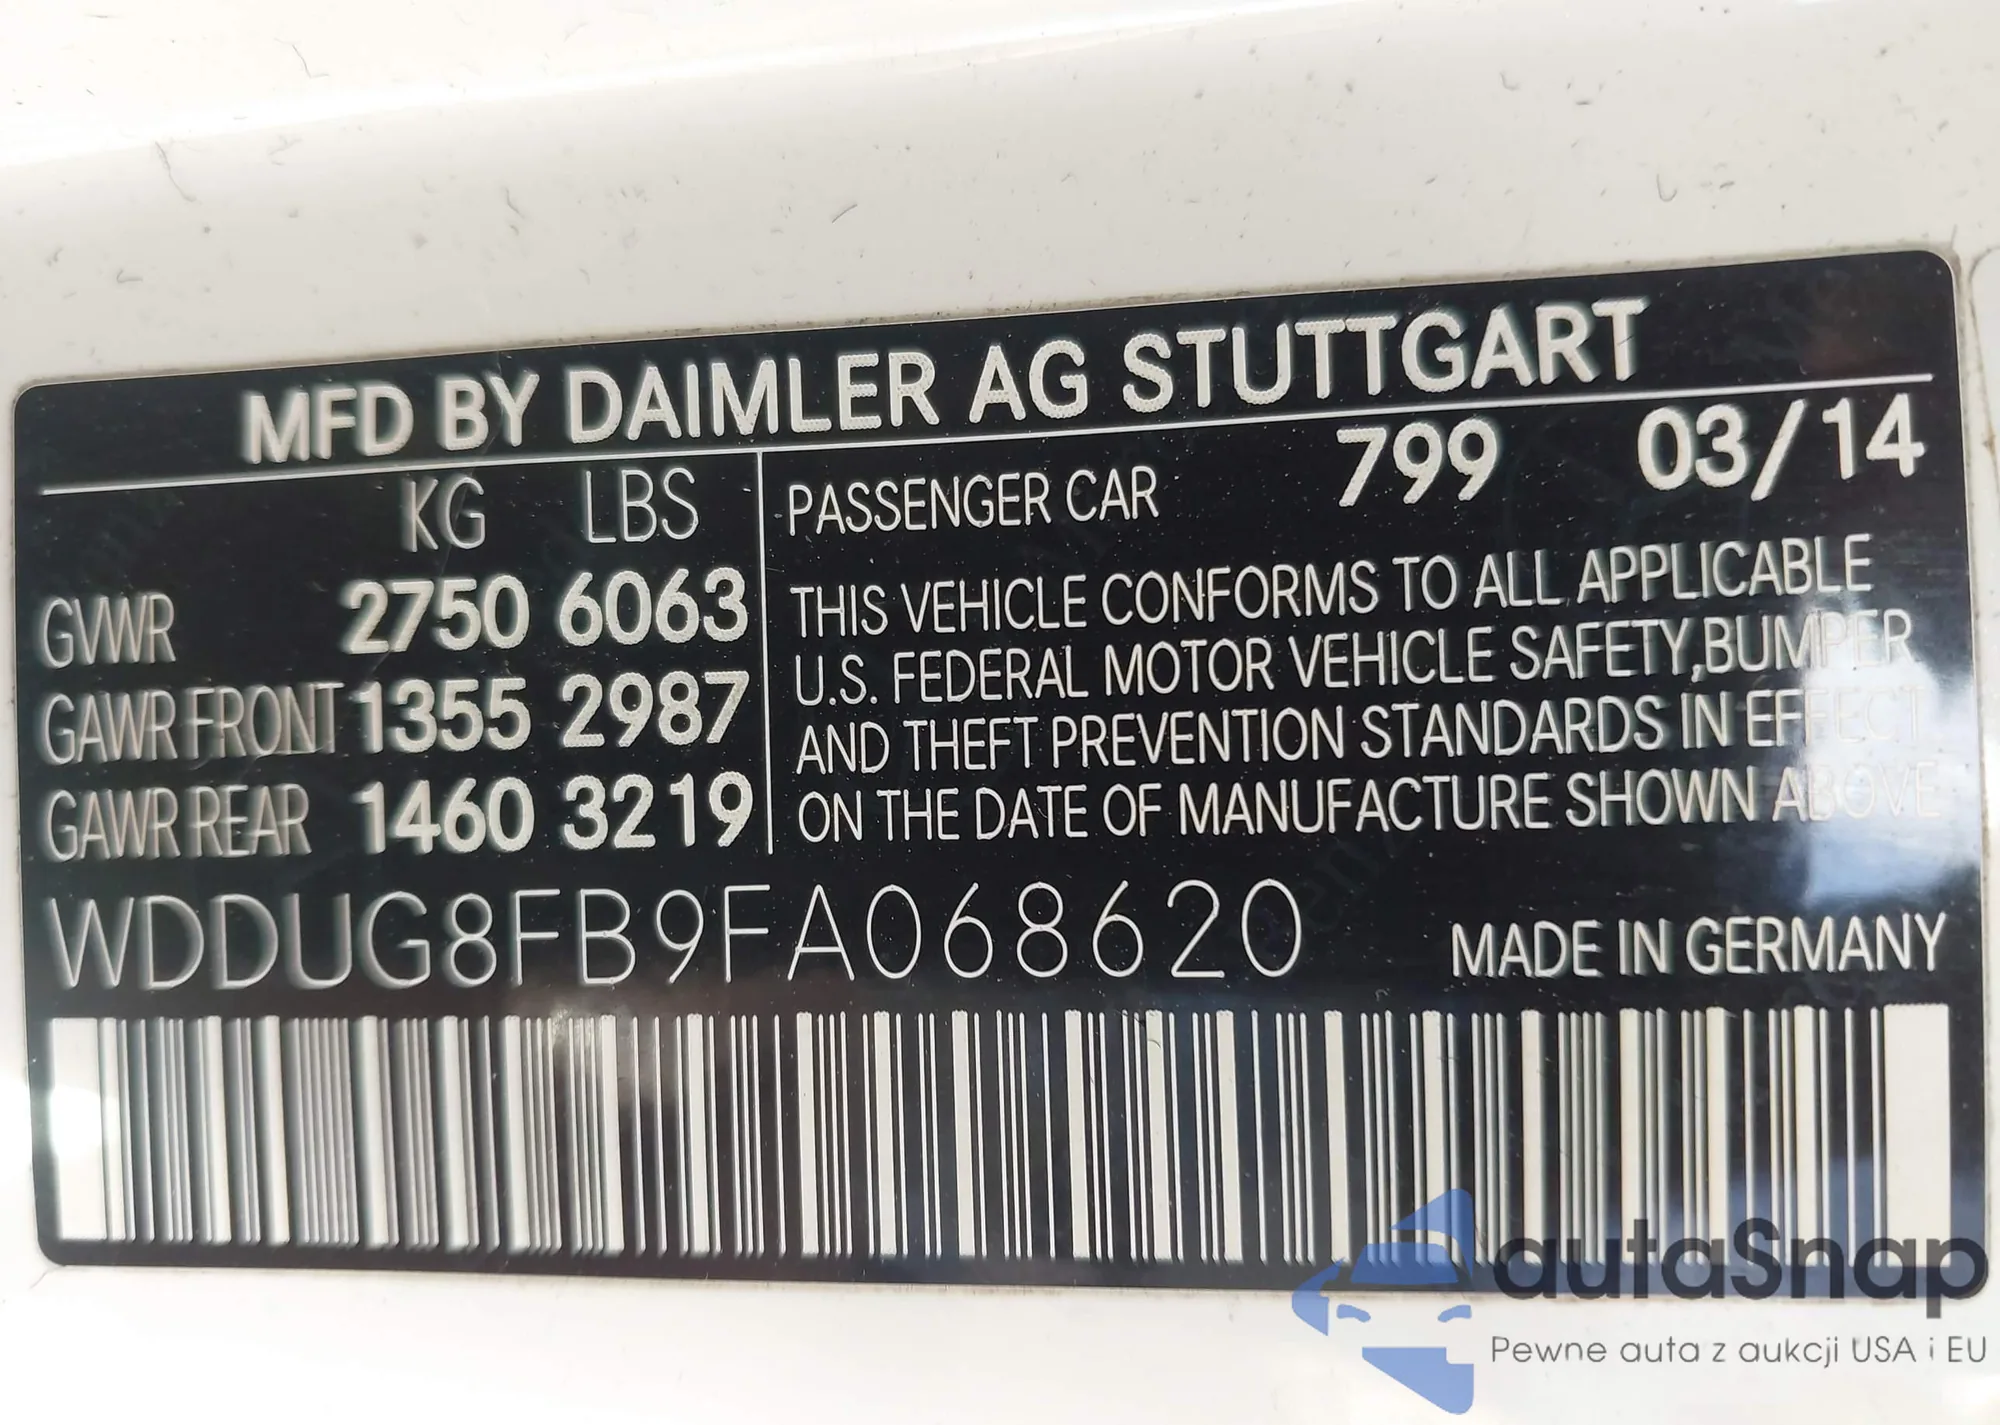 MFD BY DAIMLER AG STUTTGART
KG LBS
GVWR 2750 6063
GAWR FRONT 1355 2987
GAWR REAR 1460 3219
PASSENGER CAR 799 03/14
THIS VEHICLE CONFORMS TO ALL APPLICABLE
U.S. FEDERAL MOTOR VEHICLE SAFETY,BUMPER
AND THEFT PREVENTION STANDARDS IN EFFECT
ON THE DATE OF MANUFACTURE SHOWN ABOVE
WDDUG8FB9FA068620
MADE IN GERMANY
autaSnap
Pewne auta z aukcji USA i EU